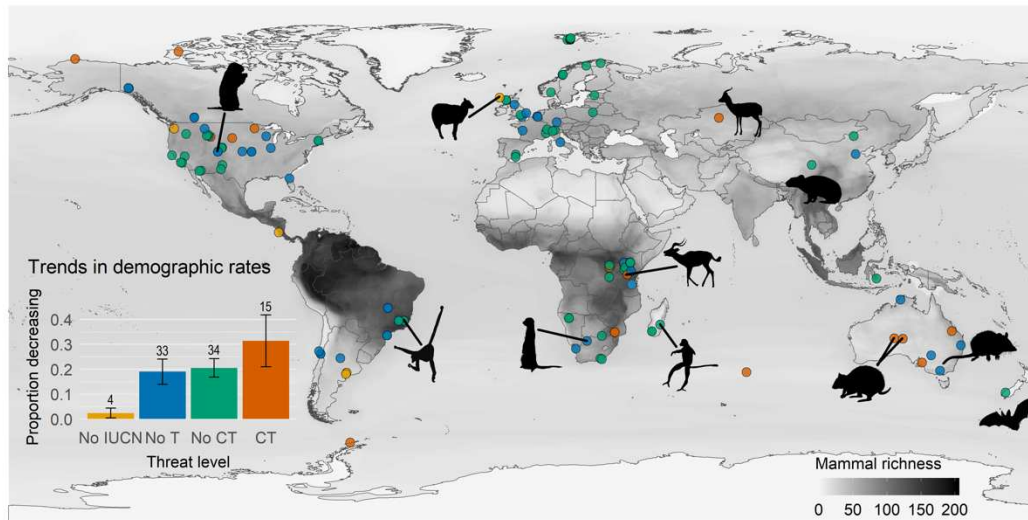 Trends in demographic rates
Proportion decreasing
0.4
0.3
0.2
0.1
0.0
4
33
34
15
No IUCN No T No CT CT
Threat level
Mammal richness
0 50 100 150 200